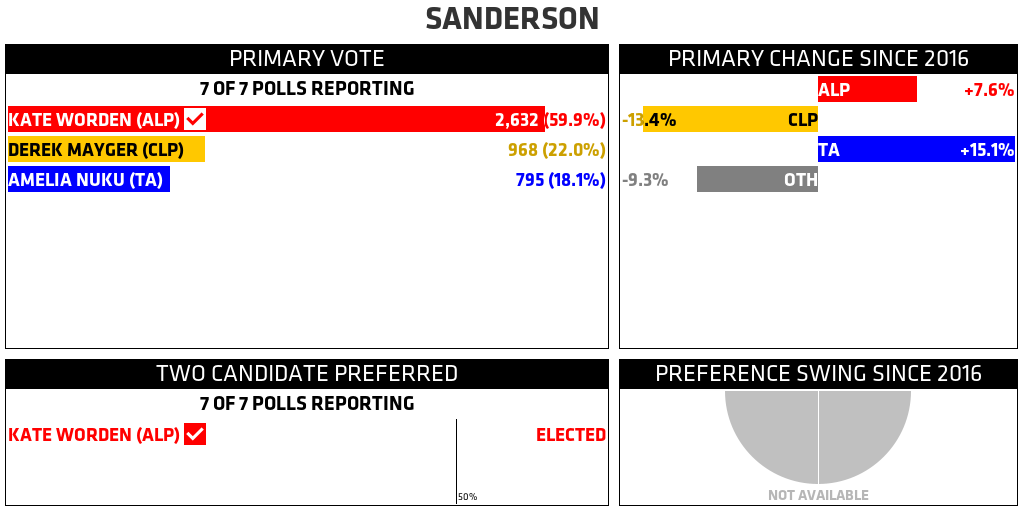 SANDERSON
PRIMARY VOTE
7 OF 7 POLLS REPORTING
KATE WORDEN (ALP) 2,632 (59.9%)
DEREK MAYGER (CLP) 968 (22.0%)
AMELIA NUKU (TA) 795 (18.1%)
PRIMARY CHANGE SINCE 2016
ALP +7.6%
-13.4% CLP
TA +15.1%
-9.3% OTH
TWO CANDIDATE PREFERRED
7 OF 7 POLLS REPORTING
KATE WORDEN (ALP) ELECTED
50%
PREFERENCE SWING SINCE 2016
NOT AVAILABLE